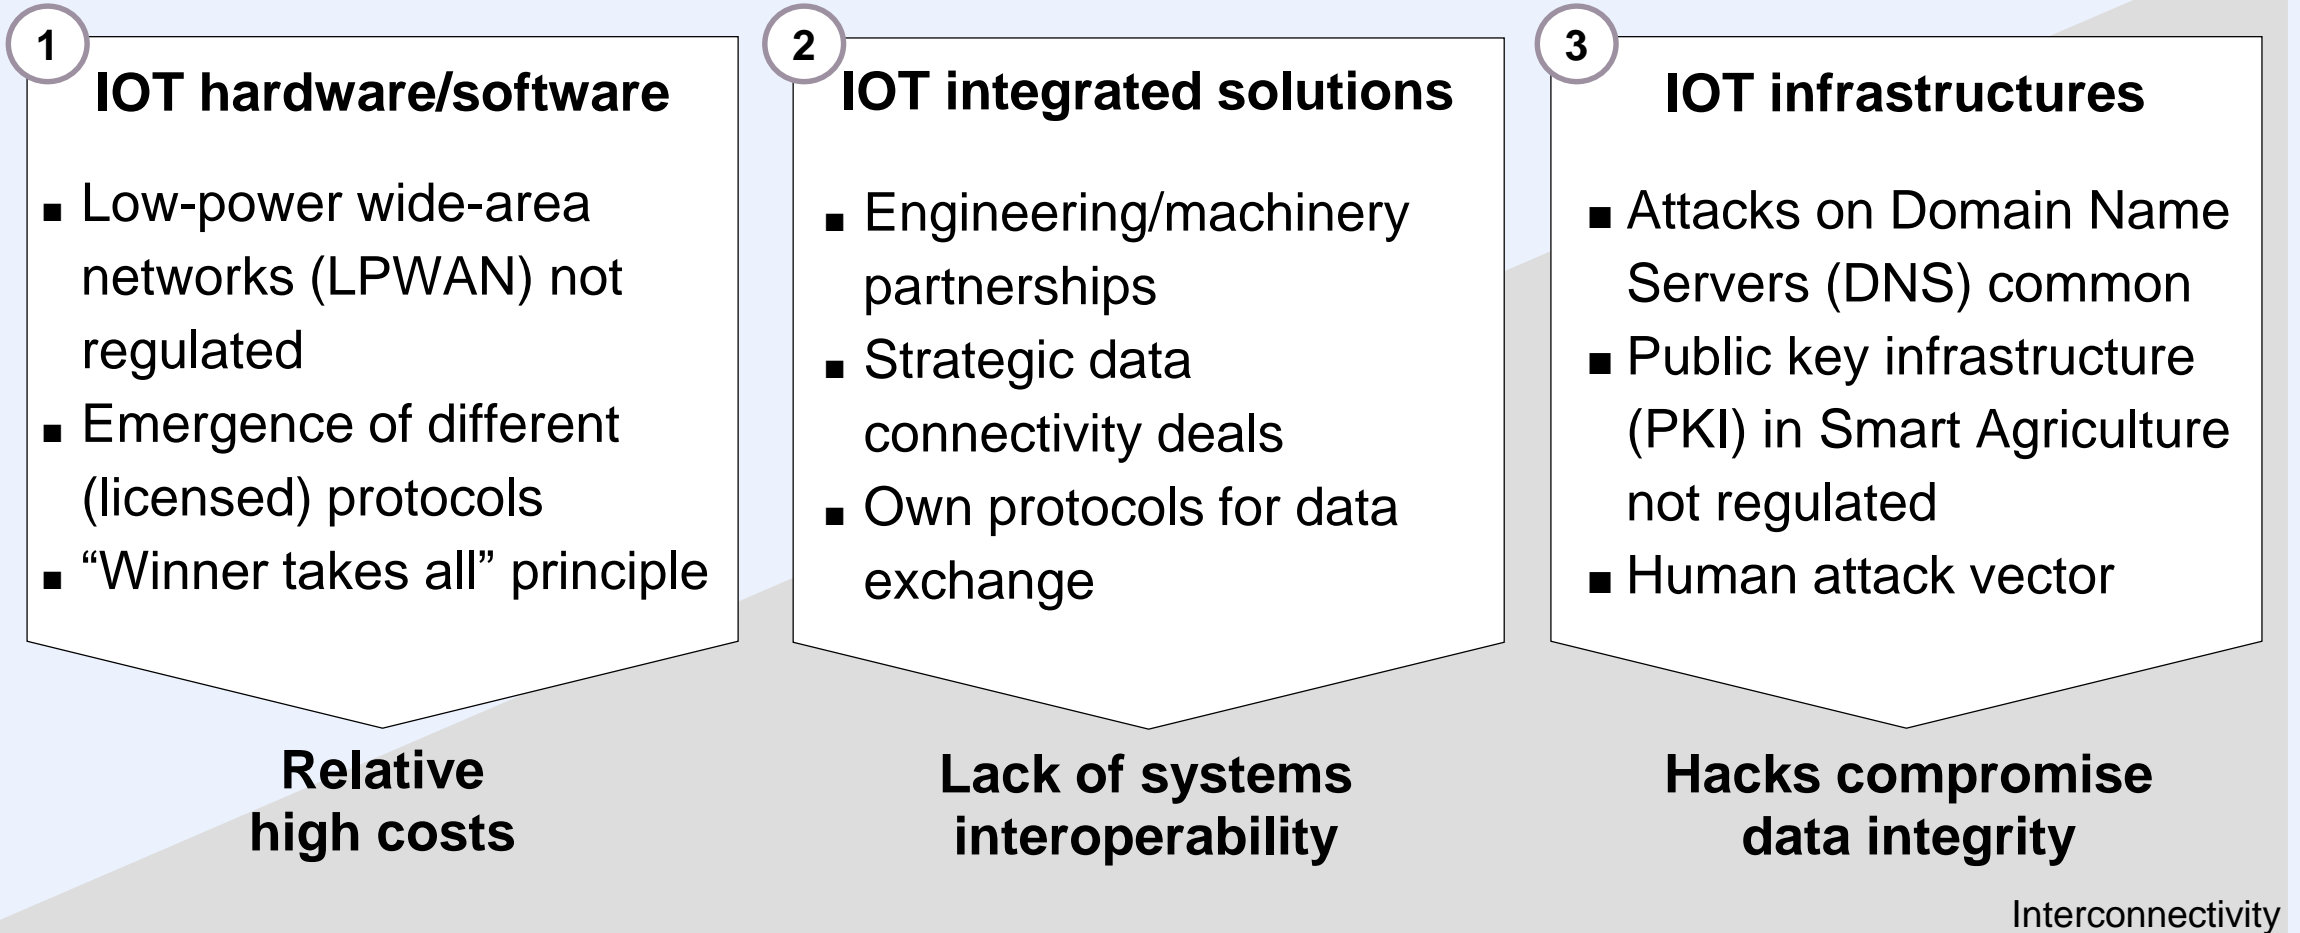 1
IOT hardware/software
▪ Low-power wide-area
networks (LPWAN) not
regulated
▪ Emergence of different
(licensed) protocols
▪ “Winner takes all” principle
Relative
high costs
2
IOT integrated solutions
▪ Engineering/machinery
partnerships
▪ Strategic data
connectivity deals
▪ Own protocols for data
exchange
Lack of systems
interoperability
3
IOT infrastructures
▪ Attacks on Domain Name
Servers (DNS) common
▪ Public key infrastructure
(PKI) in Smart Agriculture
not regulated
▪ Human attack vector
Hacks compromise
data integrity
Interconnectivity